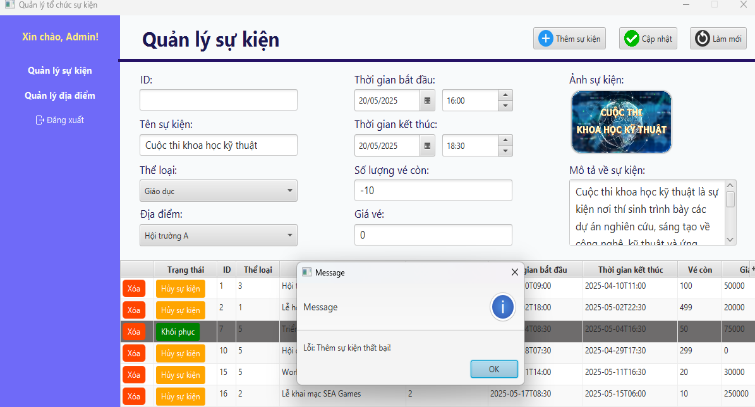 Quản lý tổ chức sự kiện
Xin chào, Admin!
Quản lý sự kiện
Quản lý địa điểm
Đăng xuất
Quản lý sự kiện
Thêm sự kiện
Cập nhật
Làm mới
ID:
Tên sự kiện:
Cuộc thi khoa học kỹ thuật
Thể loại:
Giáo dục
Địa điểm:
Hội trường A
Thời gian bắt đầu:
20/05/2025 16:00
Thời gian kết thúc:
20/05/2025 18:30
Số lượng vé còn:
-10
Giá vé:
0
Ảnh sự kiện:
CUỘC THI
KHOA HỌC KỸ THUẬT
Mô tả về sự kiện:
Cuộc thi khoa học kỹ thuật là sự
kiện nơi thí sinh trình bày các
dự án nghiên cứu, sáng tạo về
công nghệ, kỹ thuật và ứng
Trạng thái ID Thể loại gian bắt đầu Thời gian kết thúc Vé còn
Xóa Hủy sự kiện 1 3 2025-04-10T11:00 100 50000
Xóa Hủy sự kiện 2 1 2025-05-02T22:30 499 20000
Xóa Khôi phục 7 5 2025-05-04T16:30 50 75000
Xóa Hủy sự kiện 10 5 2025-04-29T17:30 299 0
Xóa Hủy sự kiện 15 5 2025-05-11T16:30 20 30000
Xóa Hủy sự kiện 16 2 Lễ khai mạc SEA Games 2 2025-05-17T08:30 2025-05-15T06:00 10 250000
Message
Message
Lỗi: Thêm sự kiện thất bại!
OK